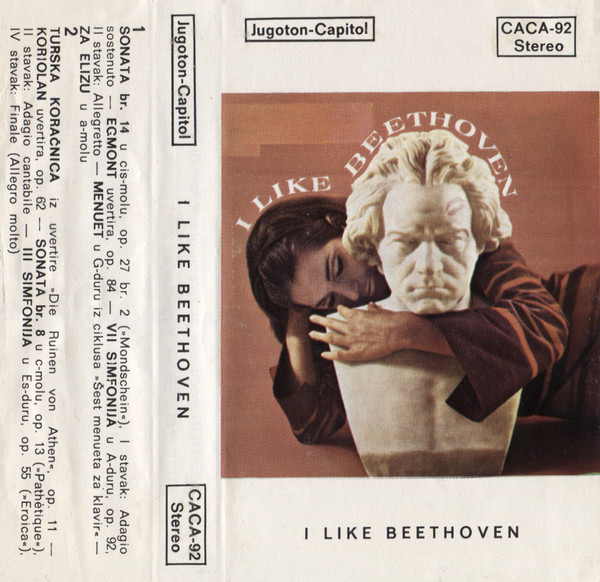 1
SONATA br. 14 u cis-molu, op. 27 br. 2 (»Mondschein«), I stavak: Adagio
sostenuto — EGMONT uvertira, op. 84 — VII SIMFONIJA u A-duru, op. 92,
II stavak: Allegretto — MENUET u G-duru iz ciklusa »Šest menueta za klavir« —
ZA ELIZU u a-molu
2
TURSKA KORAČNICA iz uvertire »Die Ruinen von Athen«, op. 11 —
KORIOLAN uvertira, op. 62 — SONATA br. 8 u c-molu, op. 13 (»Pathétique«),
II stavak: Adagio cantabile — III SIMFONIJA u Es-duru, op. 55 (»Eroica«),
IV stavak: Finale (Allegro molto)
Jugoton-Capitol
I LIKE BEETHOVEN
CACA-92
Stereo
Jugoton-Capitol
CACA-92
Stereo
I LIKE BEETHOVEN
I LIKE BEETHOVEN